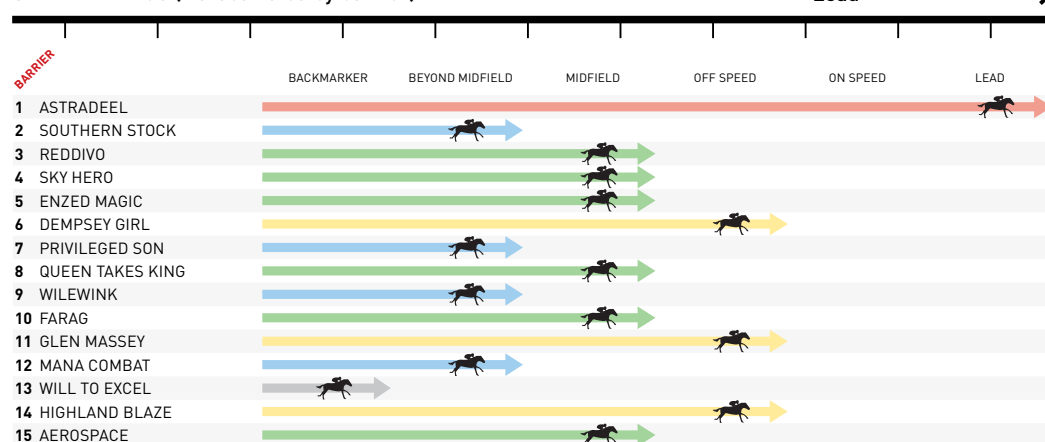 BARRIER
BACKMARKER BEYOND MIDFIELD MIDFIELD OFF SPEED ON SPEED LEAD
1 ASTRADEEL
2 SOUTHERN STOCK
3 REDDIVO
4 SKY HERO
5 ENZED MAGIC
6 DEMPSEY GIRL
7 PRIVILEGED SON
8 QUEEN TAKES KING
9 WILEWINK
10 FARAG
11 GLEN MASSEY
12 MANA COMBAT
13 WILL TO EXCEL
14 HIGHLAND BLAZE
15 AEROSPACE